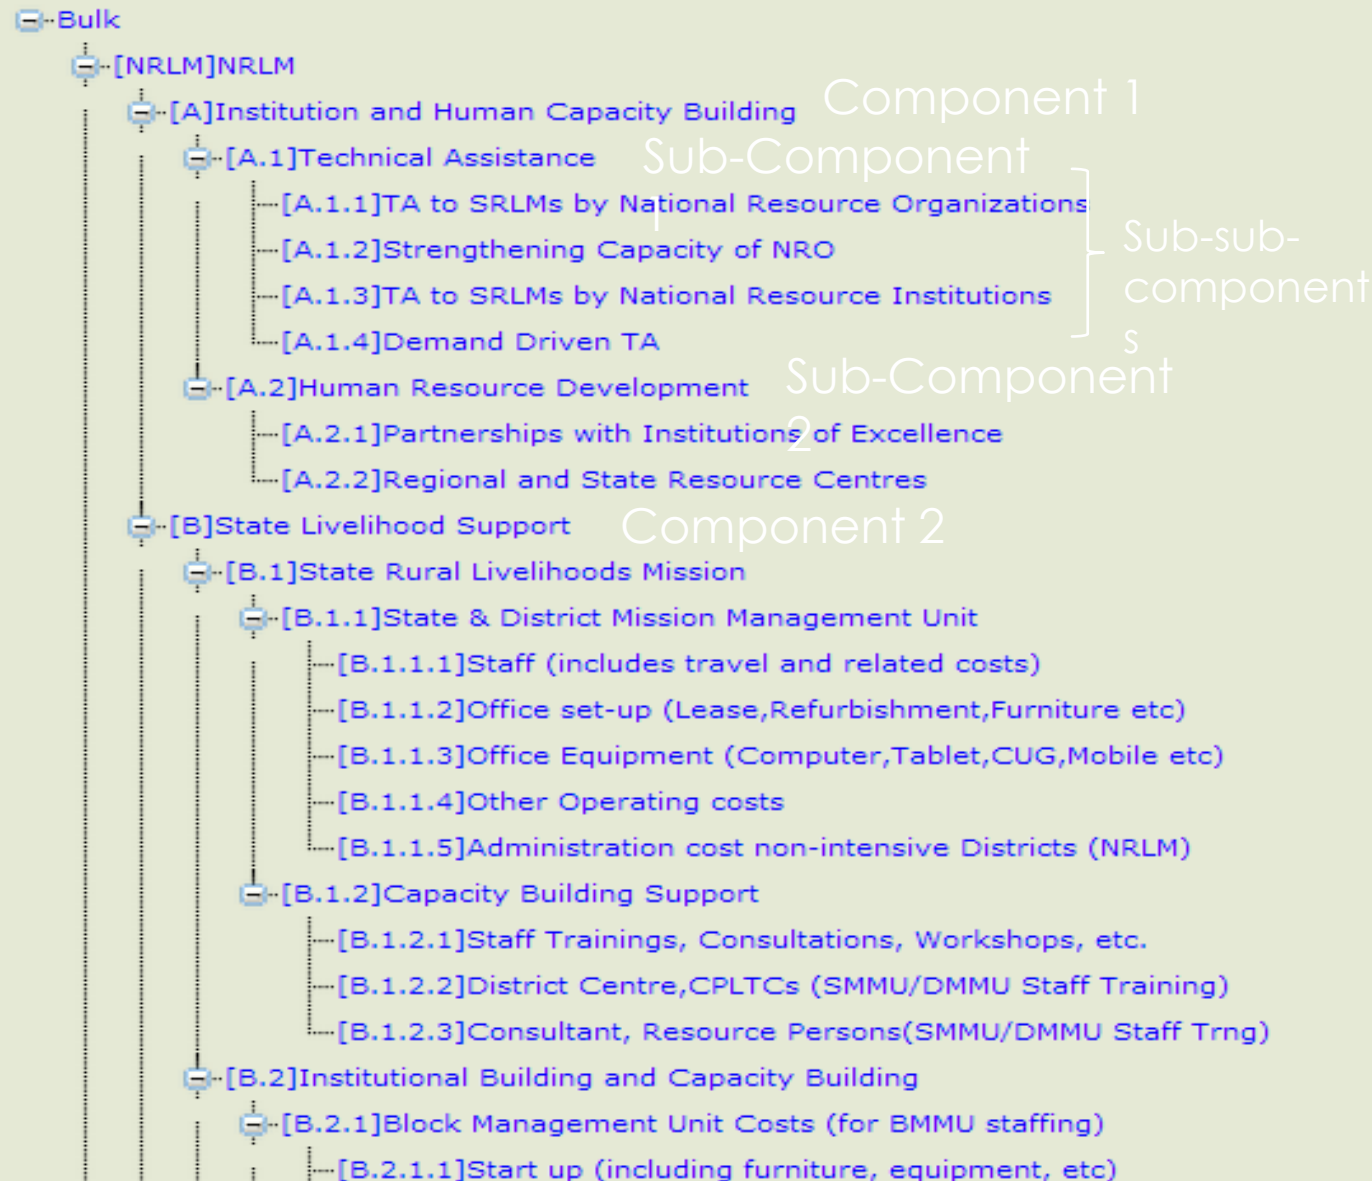 Bulk
[NRLM]NRLM
[A]Institution and Human Capacity Building
Component 1
[A.1]Technical Assistance
Sub-Component
1
[A.1.1]TA to SRLMs by National Resource Organizations
[A.1.2]Strengthening Capacity of NRO
Sub-sub-
component
s
[A.1.3]TA to SRLMs by National Resource Institutions
[A.1.4]Demand Driven TA
[A.2]Human Resource Development
Sub-Component
2
[A.2.1]Partnerships with Institutions of Excellence
[A.2.2]Regional and State Resource Centres
[B]State Livelihood Support
Component 2
[B.1]State Rural Livelihoods Mission
[B.1.1]State & District Mission Management Unit
[B.1.1.1]Staff (includes travel and related costs)
[B.1.1.2]Office set-up (Lease,Refurbishment,Furniture etc)
[B.1.1.3]Office Equipment (Computer,Tablet,CUG,Mobile etc)
[B.1.1.4]Other Operating costs
[B.1.1.5]Administration cost non-intensive Districts (NRLM)
[B.1.2]Capacity Building Support
[B.1.2.1]Staff Trainings, Consultations, Workshops, etc.
[B.1.2.2]District Centre,CPLTCs (SMMU/DMMU Staff Training)
[B.1.2.3]Consultant, Resource Persons(SMMU/DMMU Staff Trng)
[B.2]Institutional Building and Capacity Building
[B.2.1]Block Management Unit Costs (for BMMU staffing)
[B.2.1.1]Start up (including furniture, equipment, etc)